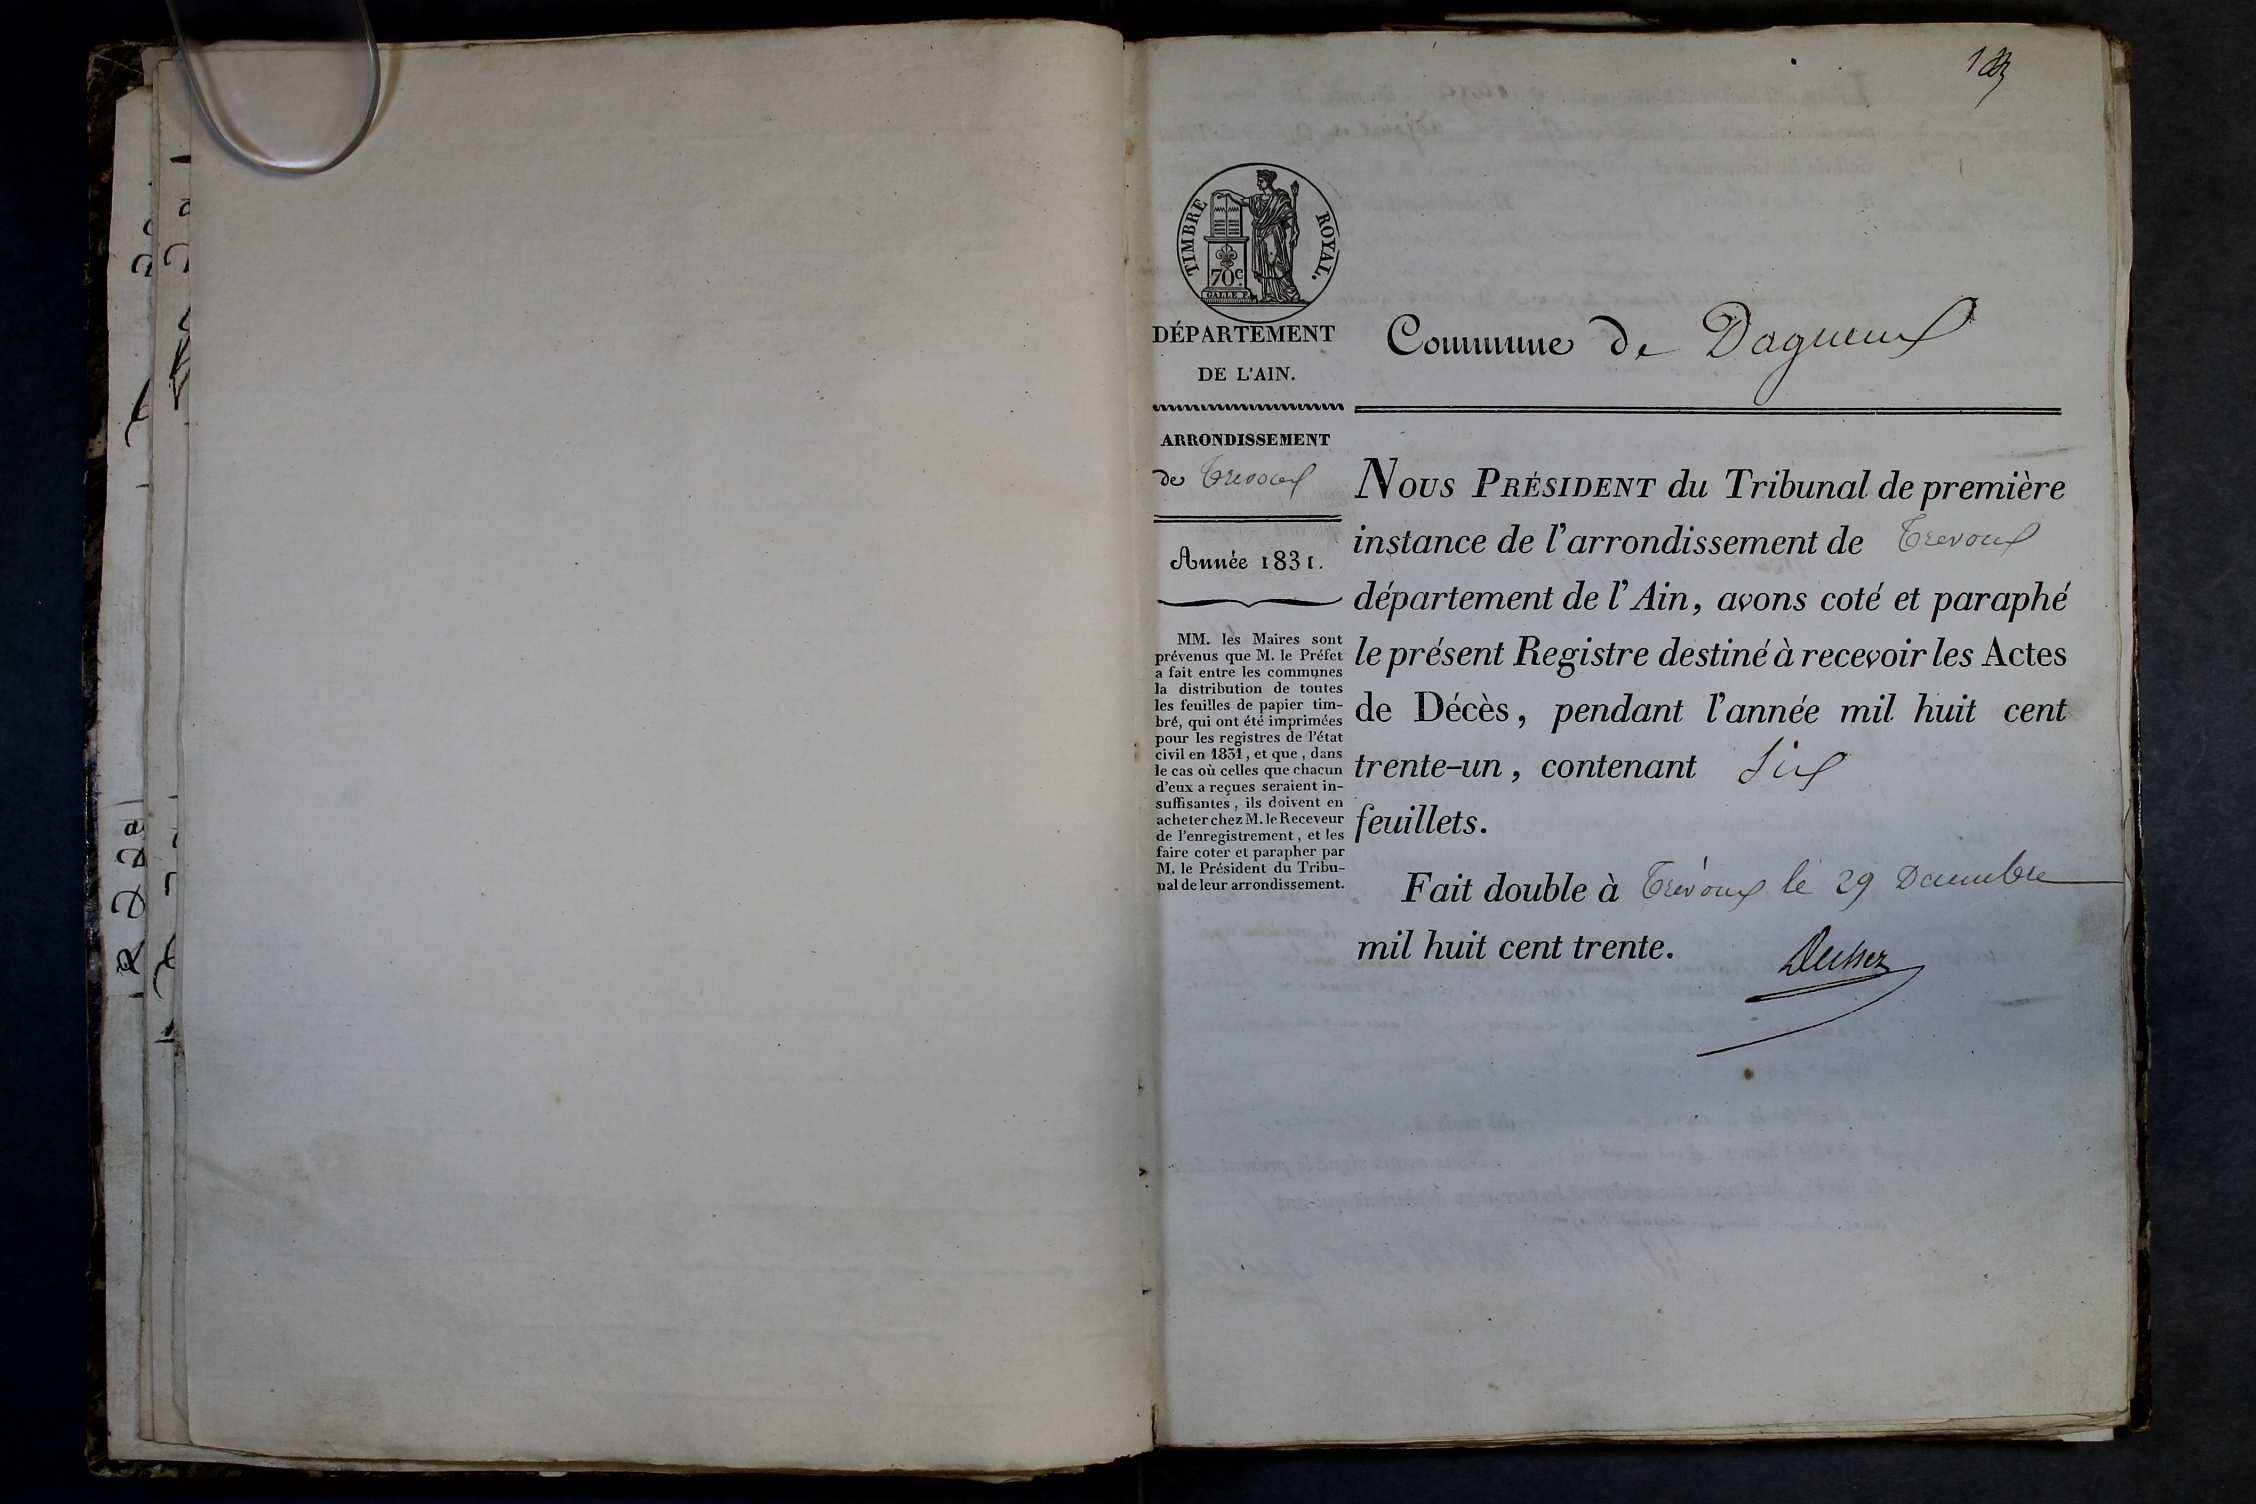 1
TIMBRE ROYAL.
70 c.
GALLE F.
DÉPARTEMENT
DE L'AIN.
ARRONDISSEMENT
de Trevoux
Année 1831.
MM. les Maires sont
prévenus que M. le Préfet
a fait entre les communes
la distribution de toutes
les feuilles de papier tim-
bré, qui ont été imprimées
pour les registres de l'état
civil en 1831, et que, dans
le cas où celles que chacun
d'eux a reçues seraient in-
suffisantes, ils doivent en
acheter chez M. le Receveur
de l'enregistrement, et les
faire coter et parapher par
M. le Président du Tribu-
nal de leur arrondissement.
Commune de Dagneux
NOUS PRÉSIDENT du Tribunal de première
instance de l'arrondissement de Trevoux
département de l'Ain, avons coté et paraphé
le présent Registre destiné à recevoir les Actes
de Décès, pendant l'année mil huit cent
trente-un, contenant Six
feuillets.
Fait double à Trévoux le 29 Decembre
mil huit cent trente.